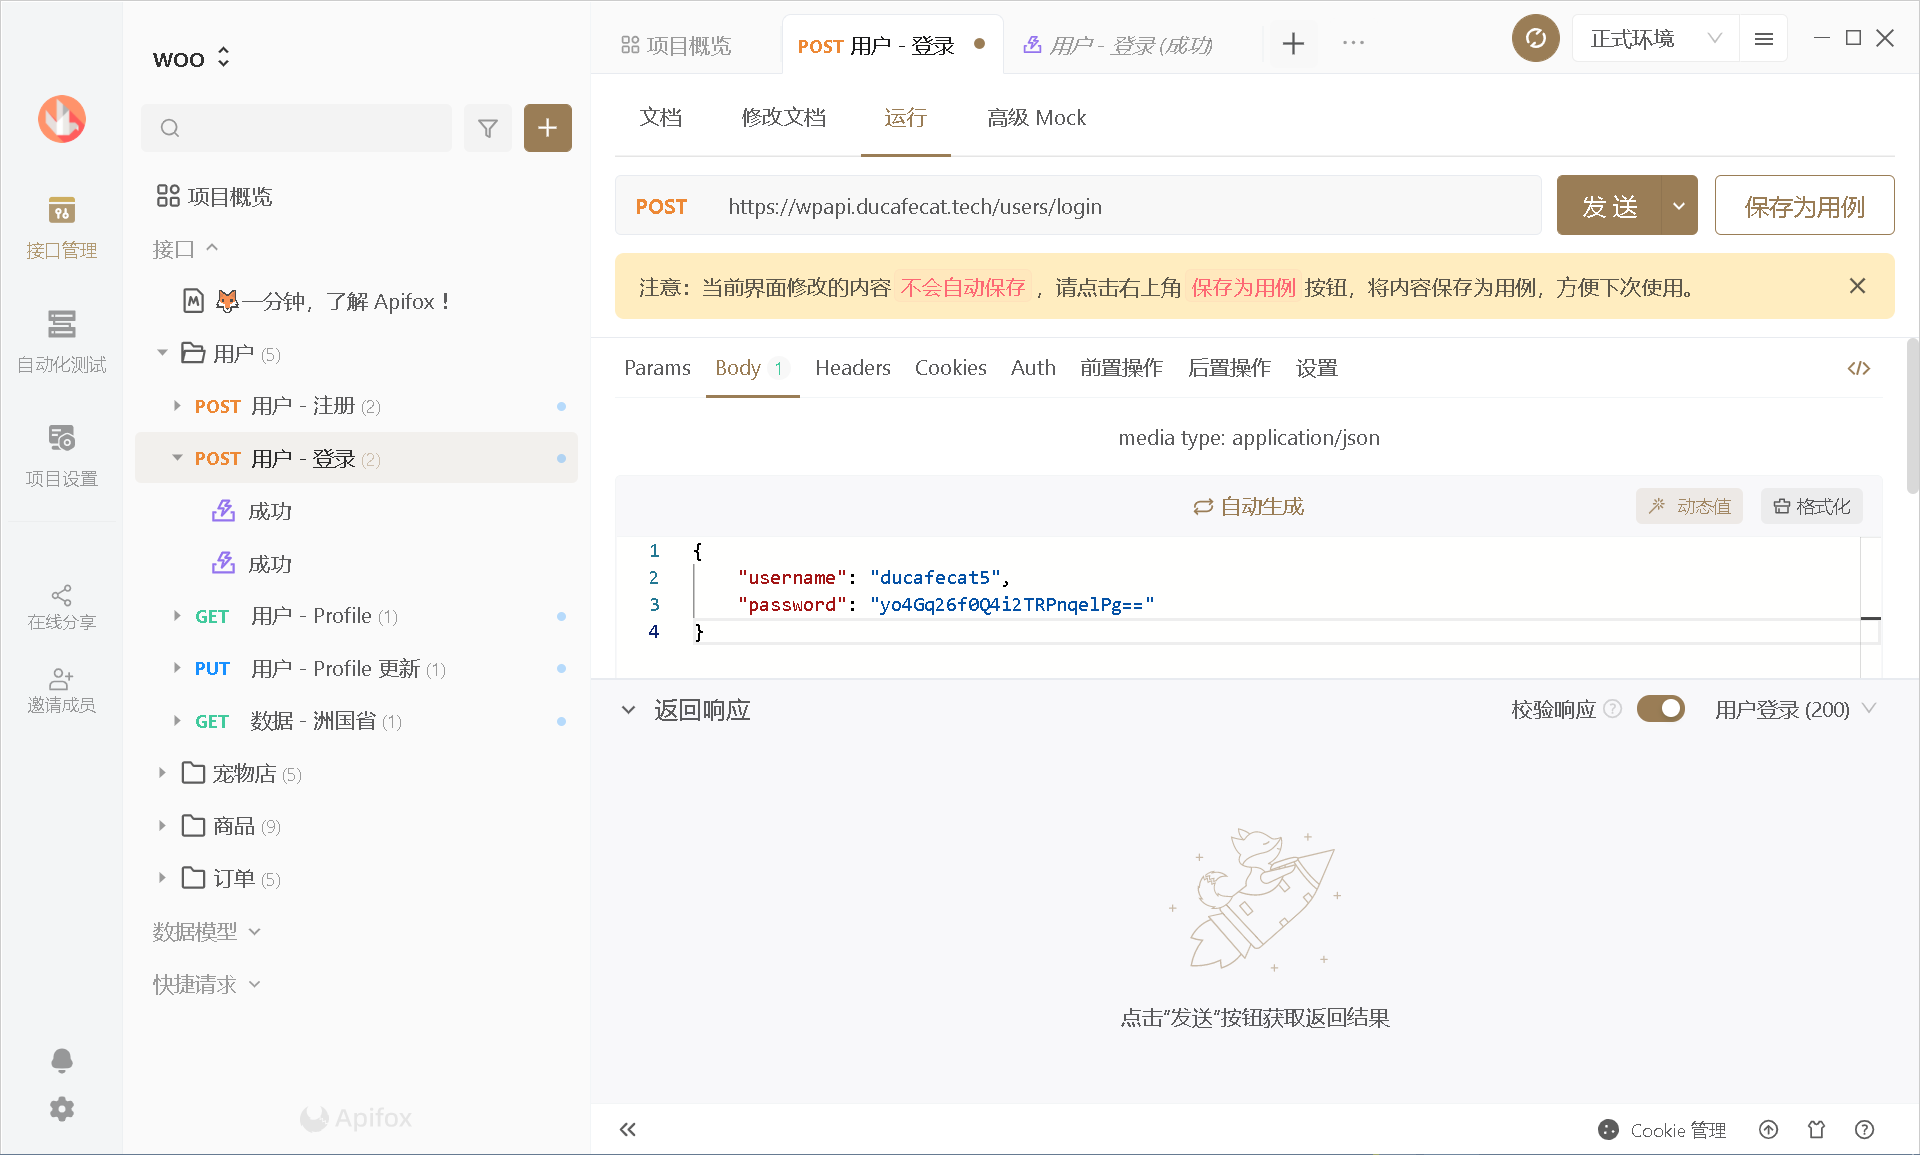 WOO
项目概览
POST 用户 - 登录
用户 - 登录 (成功)
正式环境
文档
修改文档
运行
高级 Mock
项目概览
POST
https://wpapi.ducafecat.tech/users/login
发 送
保存为用例
接口管理
接口
注意：当前界面修改的内容 不会自动保存 ，请点击右上角 保存为用例 按钮，将内容保存为用例，方便下次使用。
一分钟，了解 Apifox！
自动化测试
用户 (5)
Params
Body 1
Headers
Cookies
Auth
前置操作
后置操作
设置
</>
POST 用户 - 注册 (2)
media type: application/json
POST 用户 - 登录 (2)
项目设置
自动生成
动态值
格式化
成功
1 {
2 "username": "ducafecat5",
成功
3 "password": "yo4Gq26f0Q4i2TRPnqelPg=="
4 }
在线分享
GET 用户 - Profile (1)
PUT 用户 - Profile 更新 (1)
邀请成员
返回响应
校验响应
用户登录 (200)
GET 数据 - 洲国省 (1)
宠物店 (5)
商品 (9)
订单 (5)
数据模型
快捷请求
点击“发送”按钮获取返回结果
Apifox
Cookie 管理